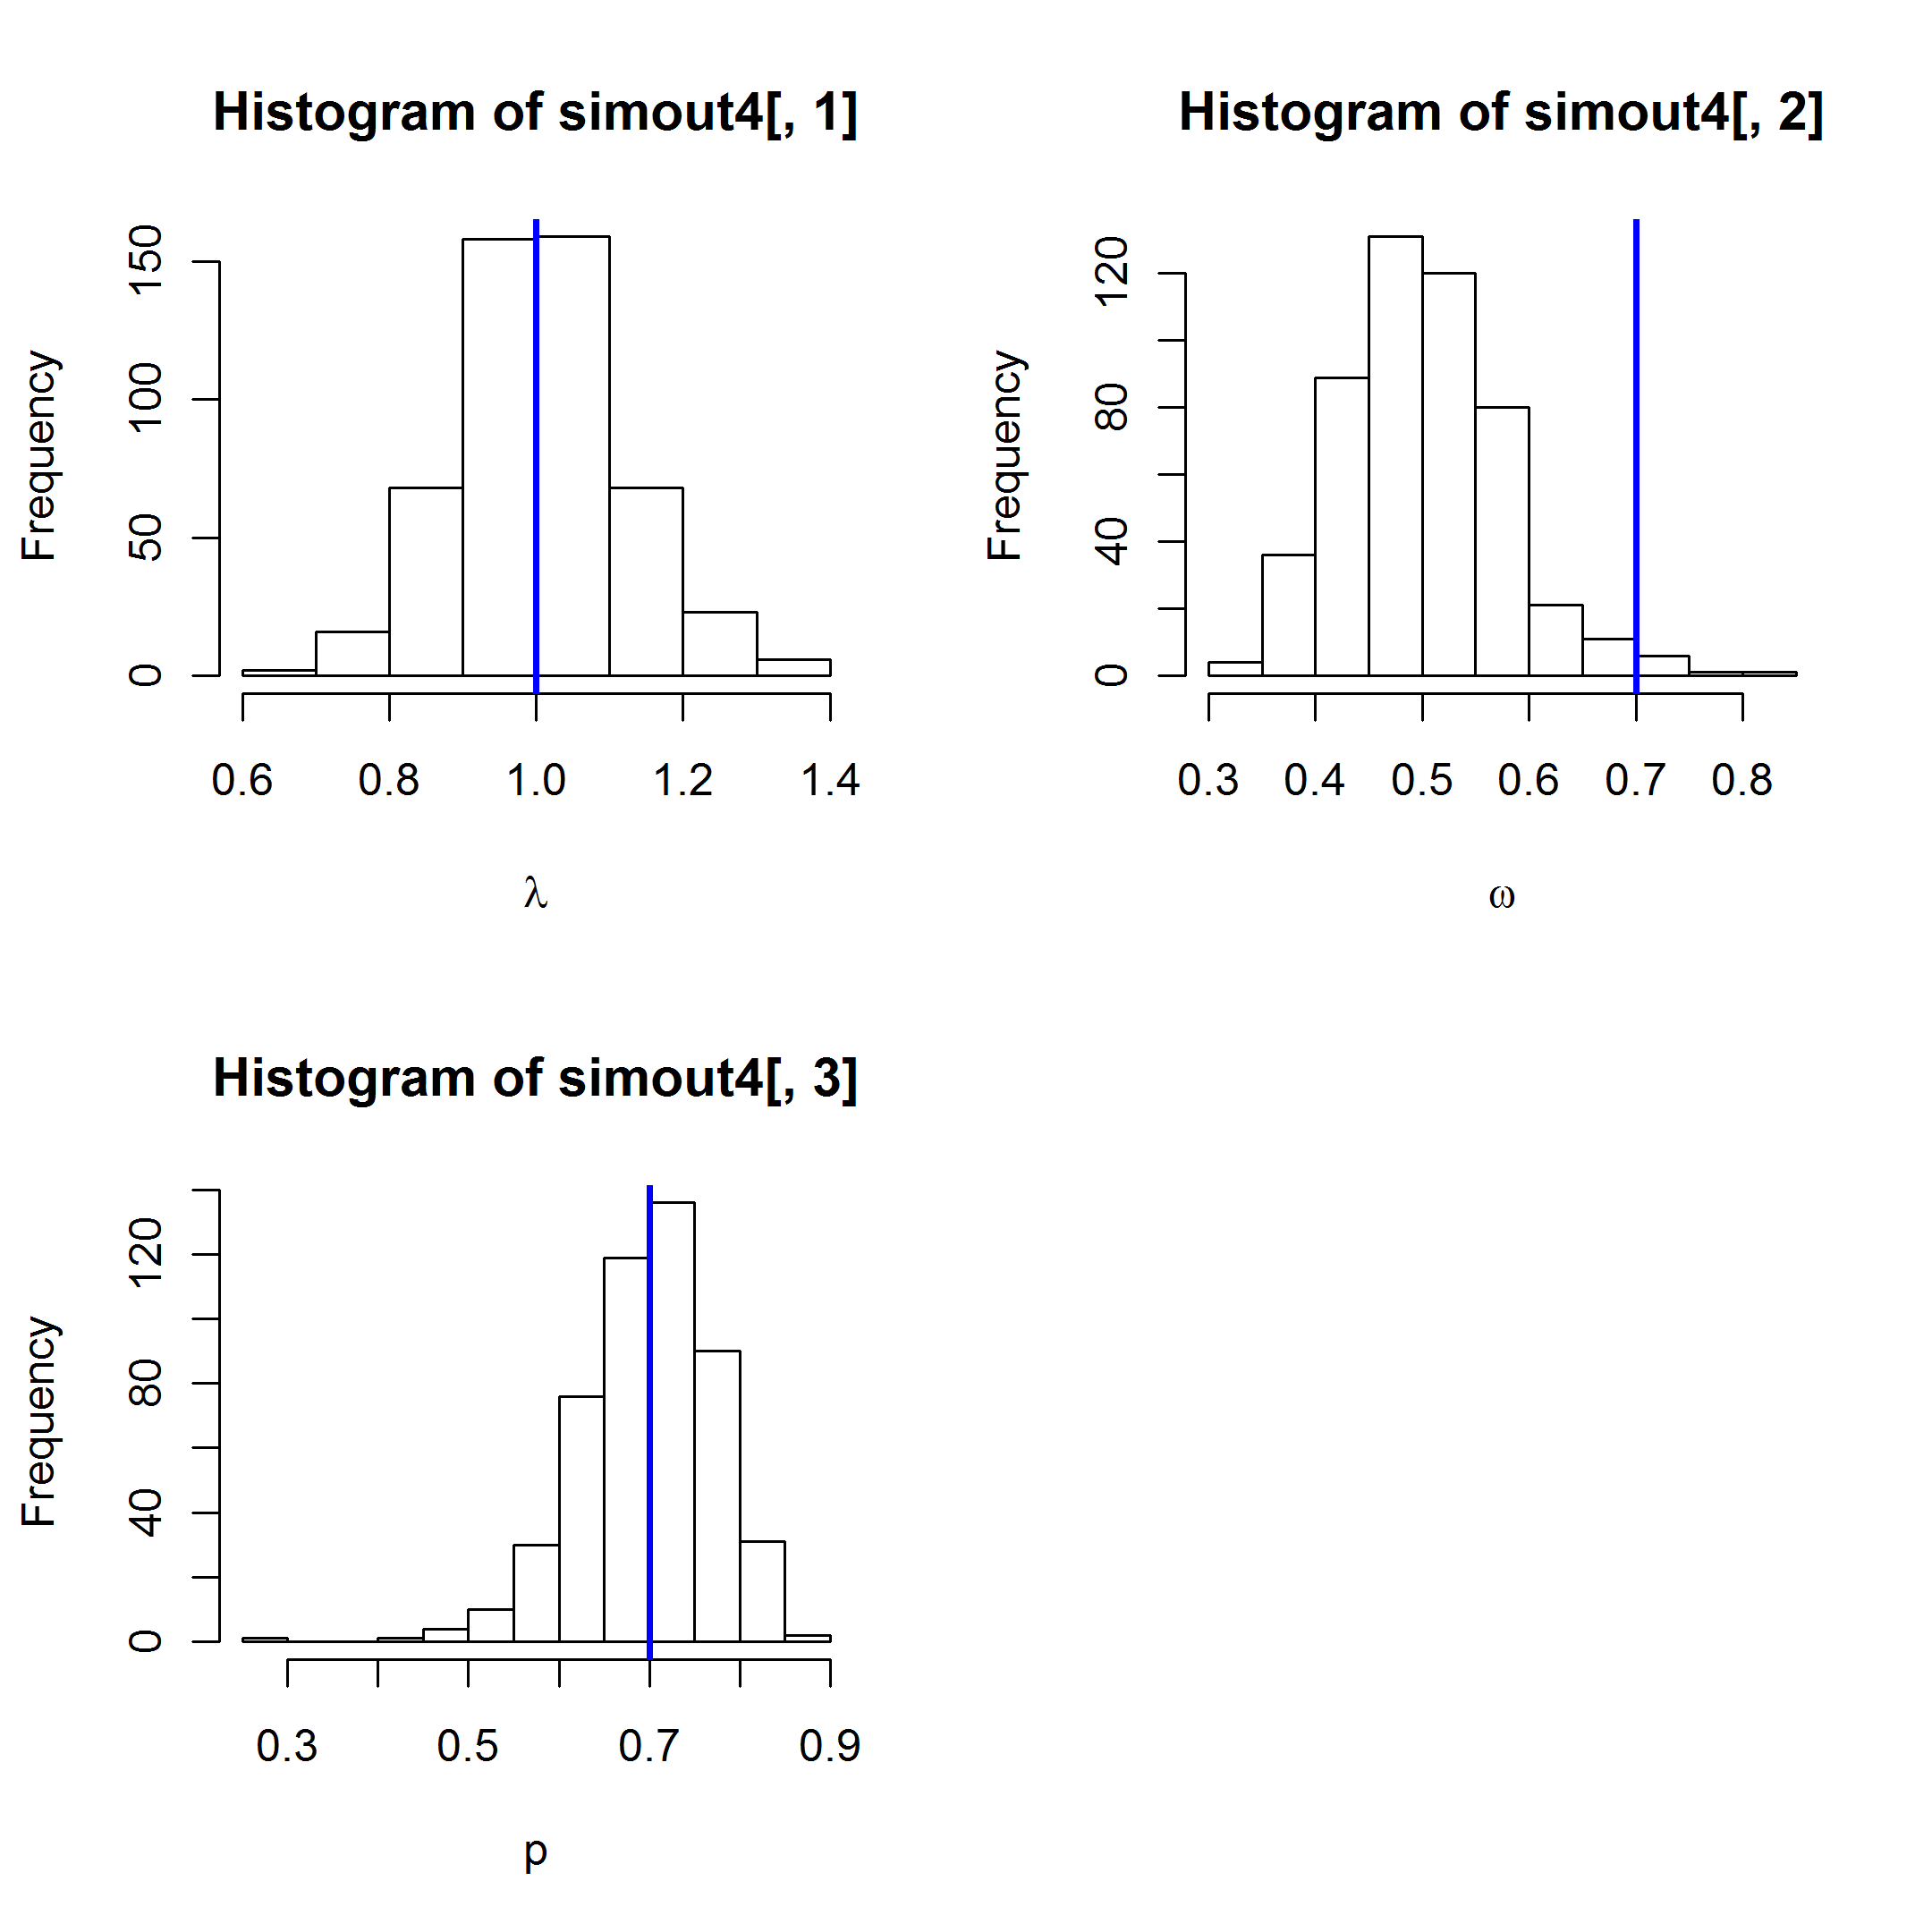 Histogram of simout4[, 1]
Frequency
0 50 100 150
0.6 0.8 1.0 1.2 1.4
λ
Histogram of simout4[, 2]
Frequency
0 40 80 120
0.3 0.4 0.5 0.6 0.7 0.8
ω
Histogram of simout4[, 3]
Frequency
0 40 80 120
0.3 0.5 0.7 0.9
p